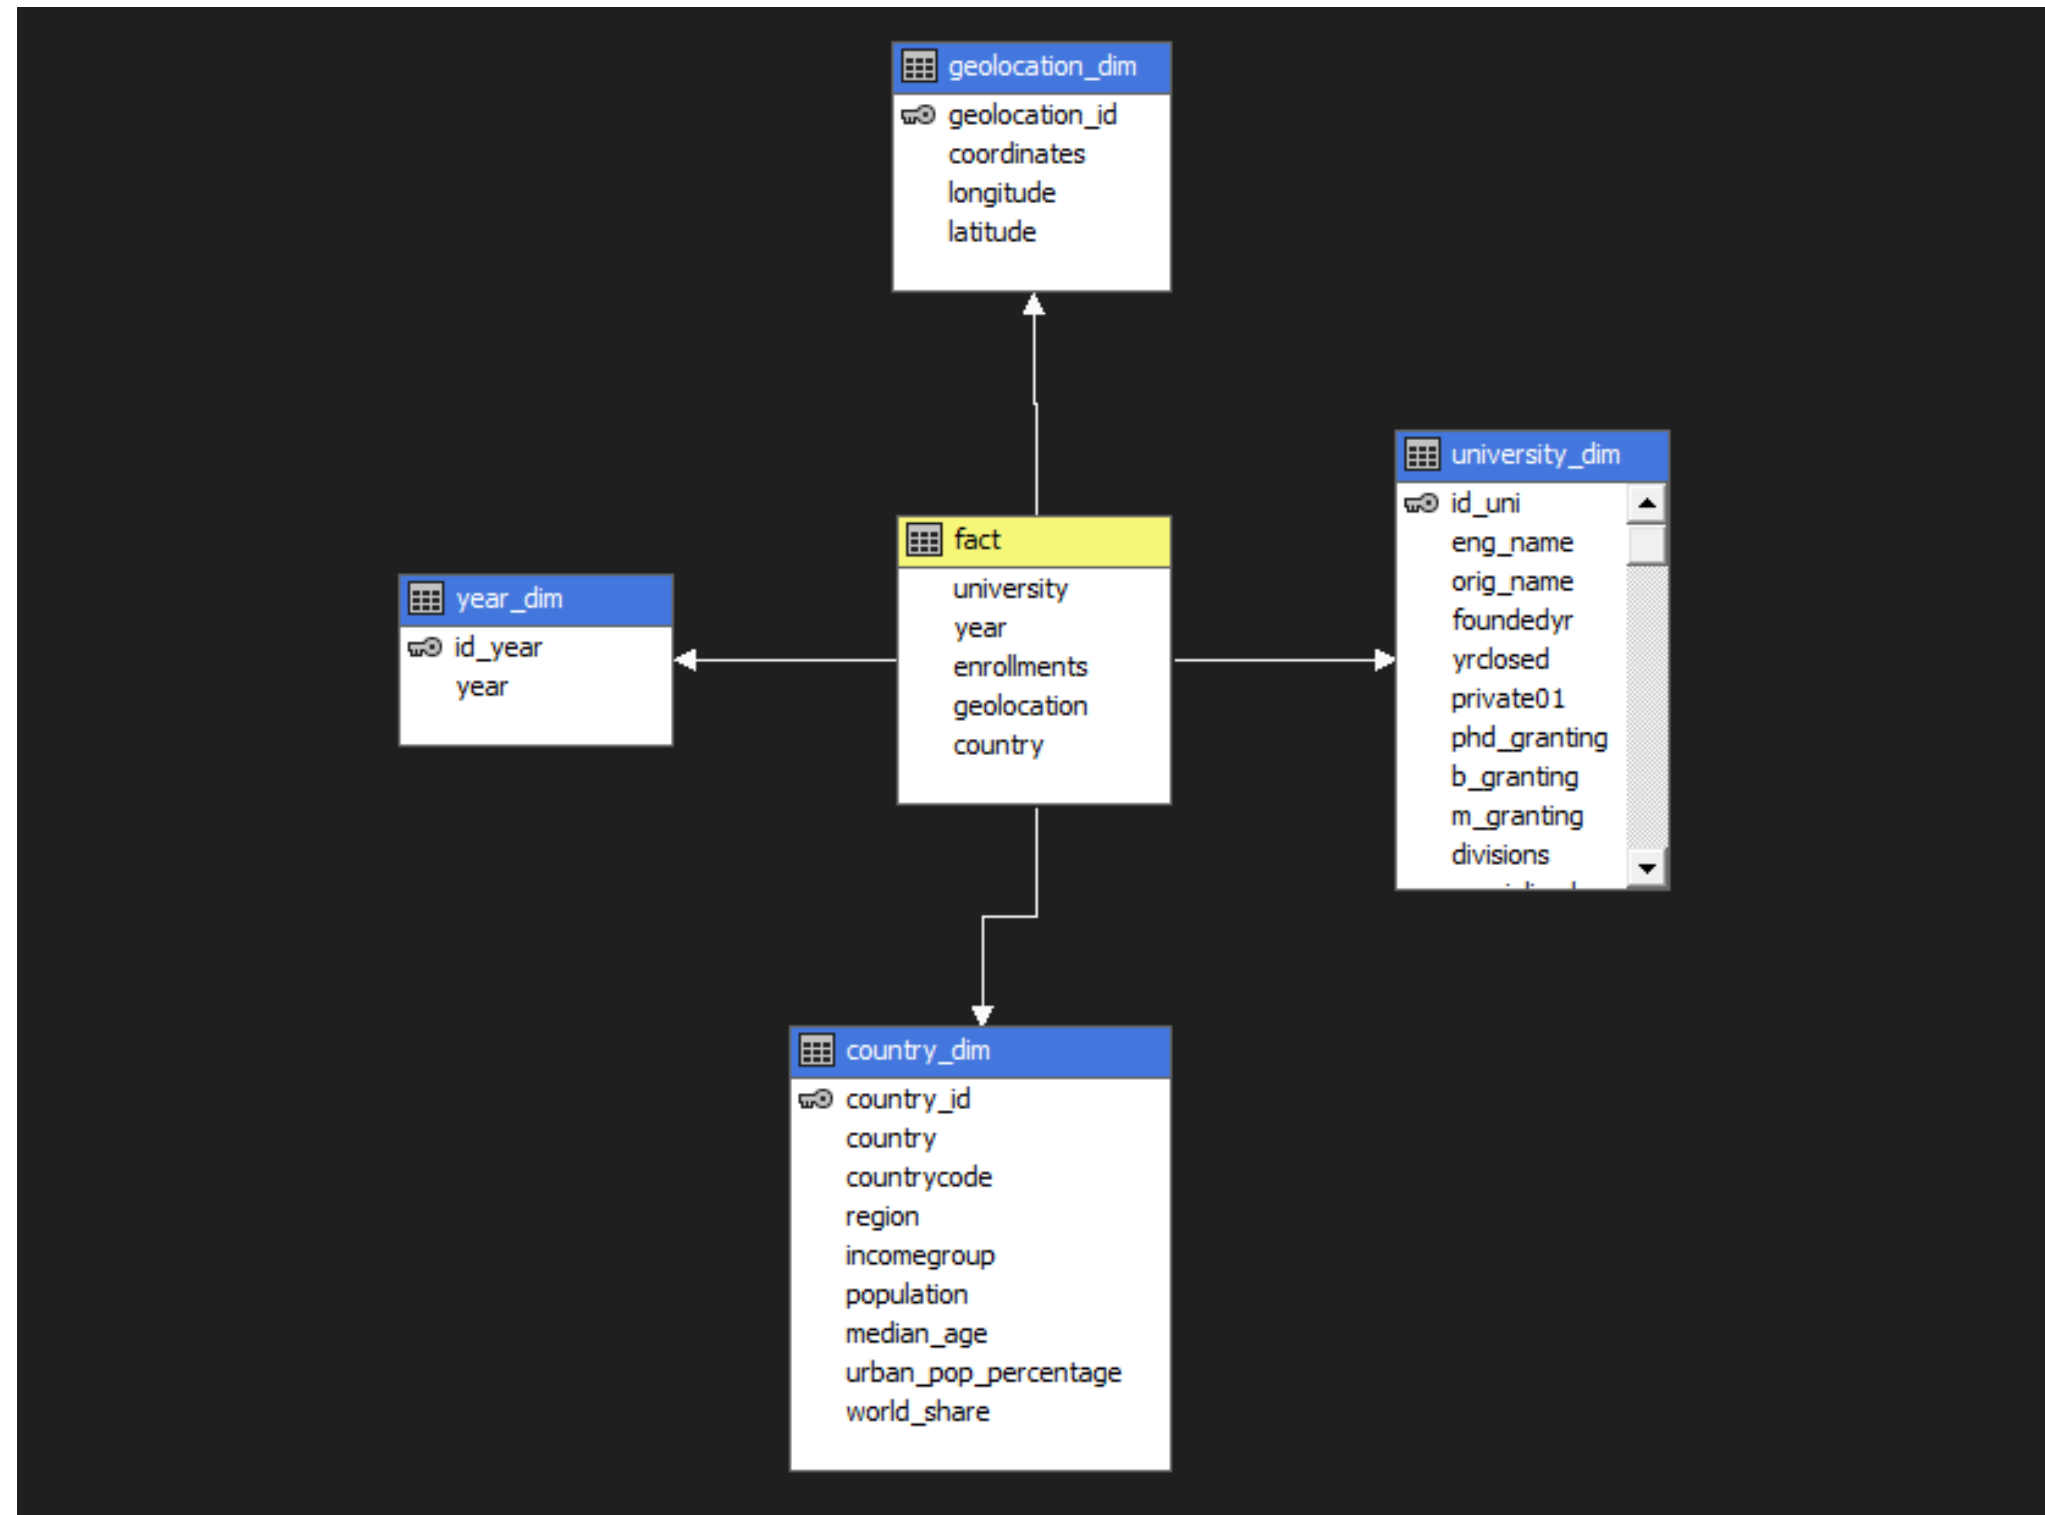 geolocation_dim
geolocation_id
coordinates
longitude
latitude
university_dim
id_uni
eng_name
orig_name
foundedyr
yrclosed
private01
phd_granting
b_granting
m_granting
divisions
fact
university
year
enrollments
geolocation
country
year_dim
id_year
year
country_dim
country_id
country
countrycode
region
incomegroup
population
median_age
urban_pop_percentage
world_share